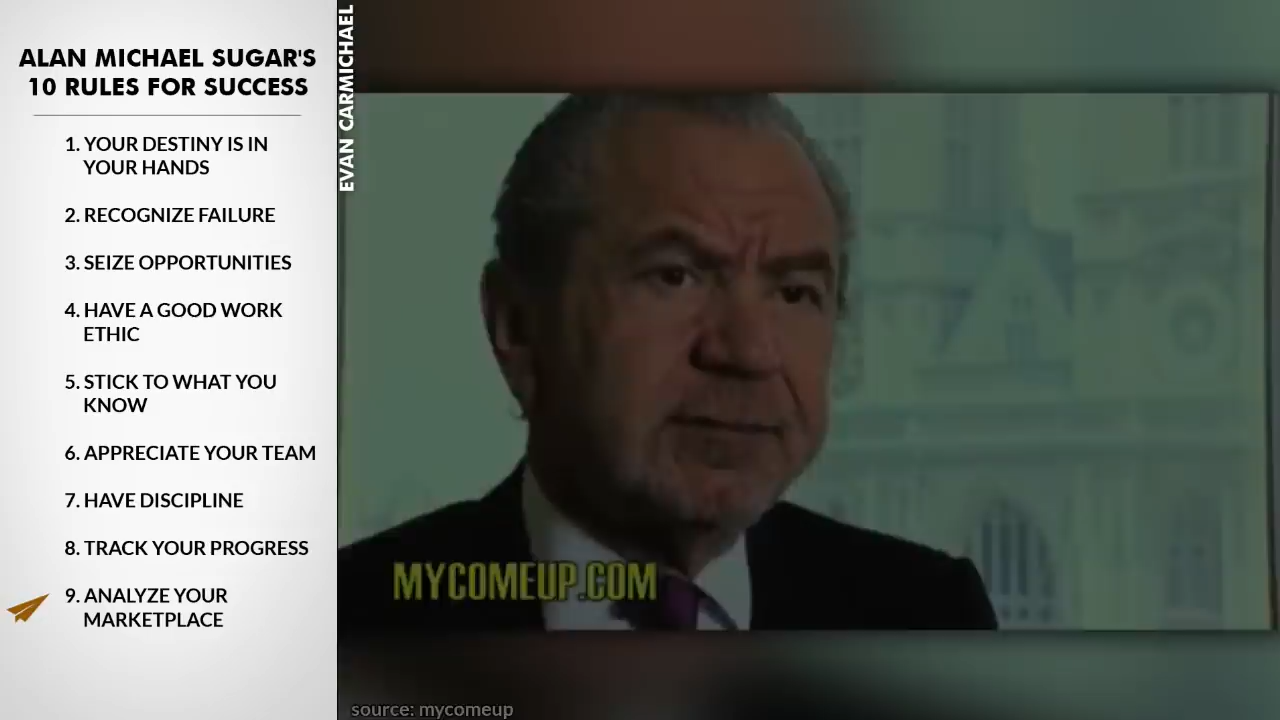 ALAN MICHAEL SUGAR'S
10 RULES FOR SUCCESS
1. YOUR DESTINY IS IN
YOUR HANDS
2. RECOGNIZE FAILURE
3. SEIZE OPPORTUNITIES
4. HAVE A GOOD WORK
ETHIC
5. STICK TO WHAT YOU
KNOW
6. APPRECIATE YOUR TEAM
7. HAVE DISCIPLINE
8. TRACK YOUR PROGRESS
9. ANALYZE YOUR
MARKETPLACE
EVAN CARMICHAEL
MYCOMEUP.COM
source: mycomeup